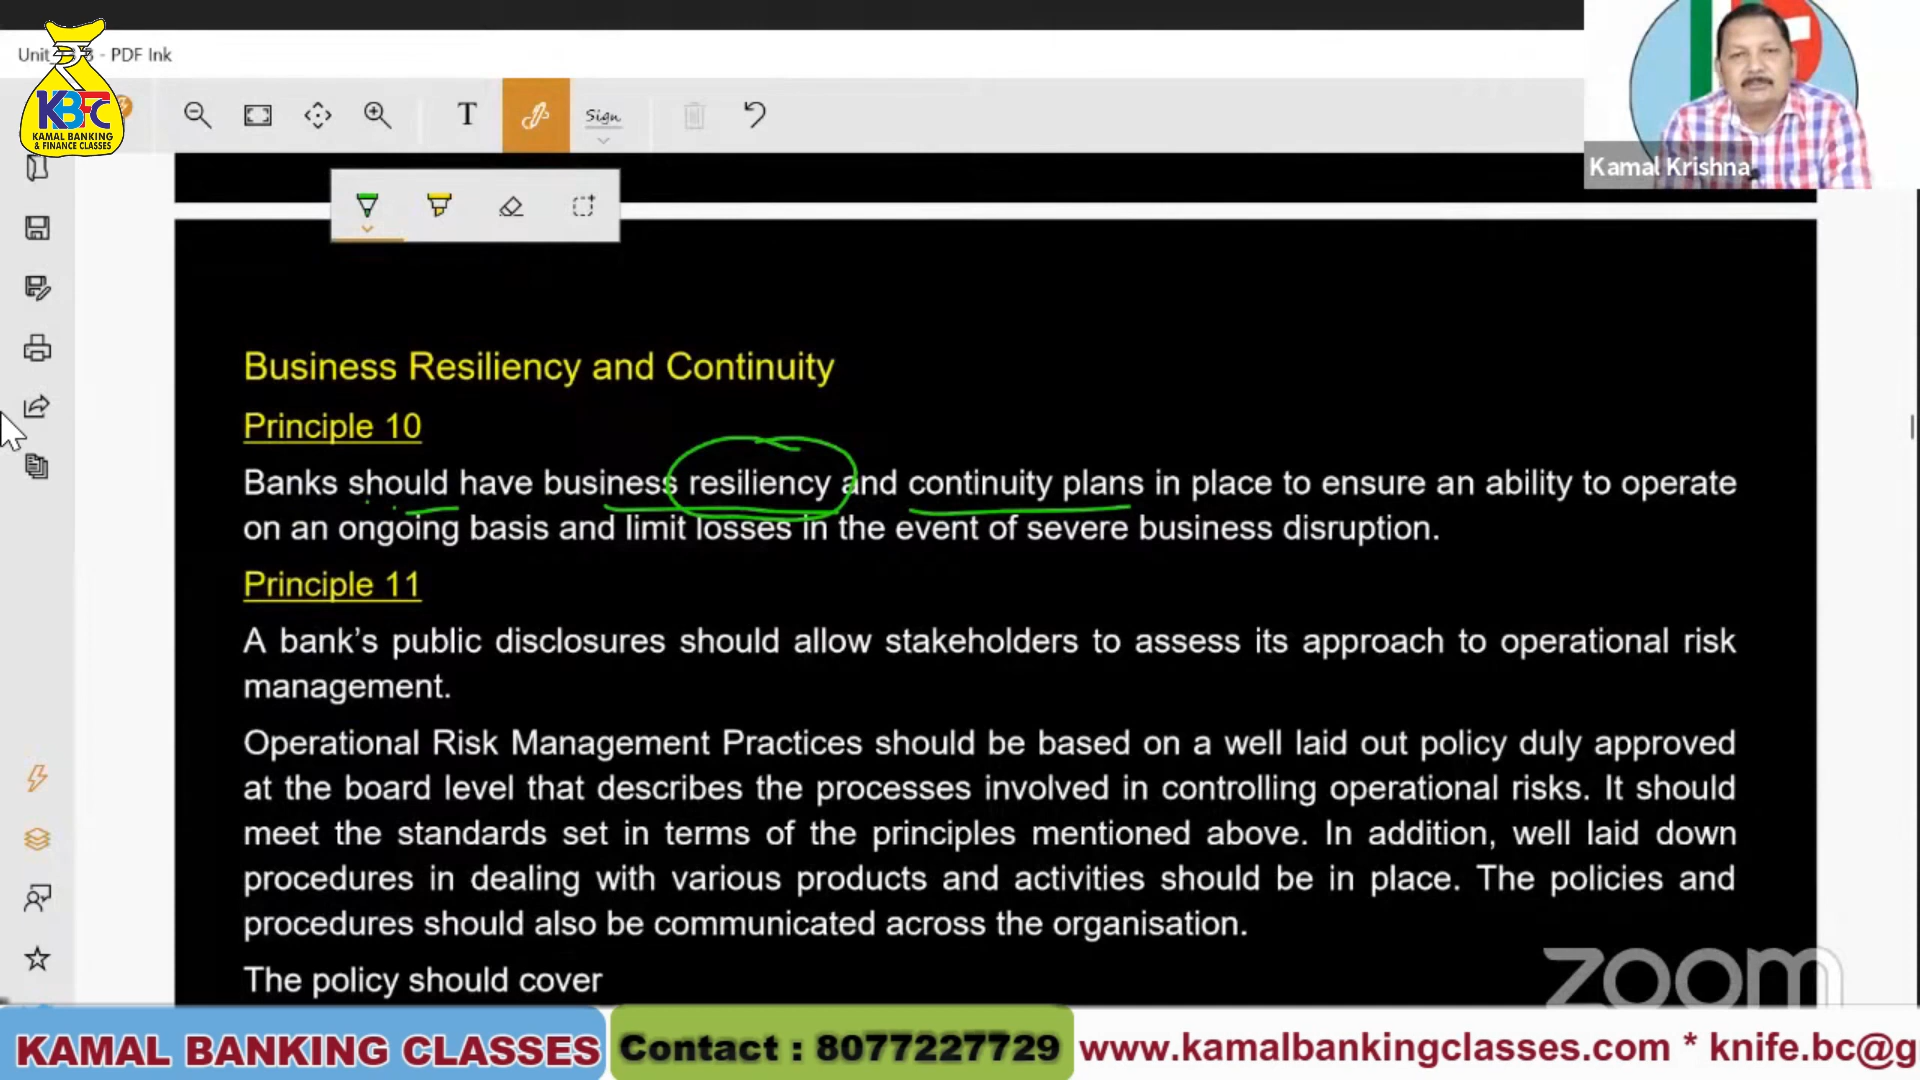 Unit
3 - PDF Ink
KBFC
KAMAL BANKING
& FINANCE CLASSES
T
Sign
Kamal Krishna
Business Resiliency and Continuity
Principle 10
Banks should have business resiliency and continuity plans in place to ensure an ability to operate
on an ongoing basis and limit losses in the event of severe business disruption.
Principle 11
A bank’s public disclosures should allow stakeholders to assess its approach to operational risk
management.
Operational Risk Management Practices should be based on a well laid out policy duly approved
at the board level that describes the processes involved in controlling operational risks. It should
meet the standards set in terms of the principles mentioned above. In addition, well laid down
procedures in dealing with various products and activities should be in place. The policies and
procedures should also be communicated across the organisation.
The policy should cover
zoom
KAMAL BANKING CLASSES Contact : 8077227729 www.kamalbankingclasses.com * knife.bc@g